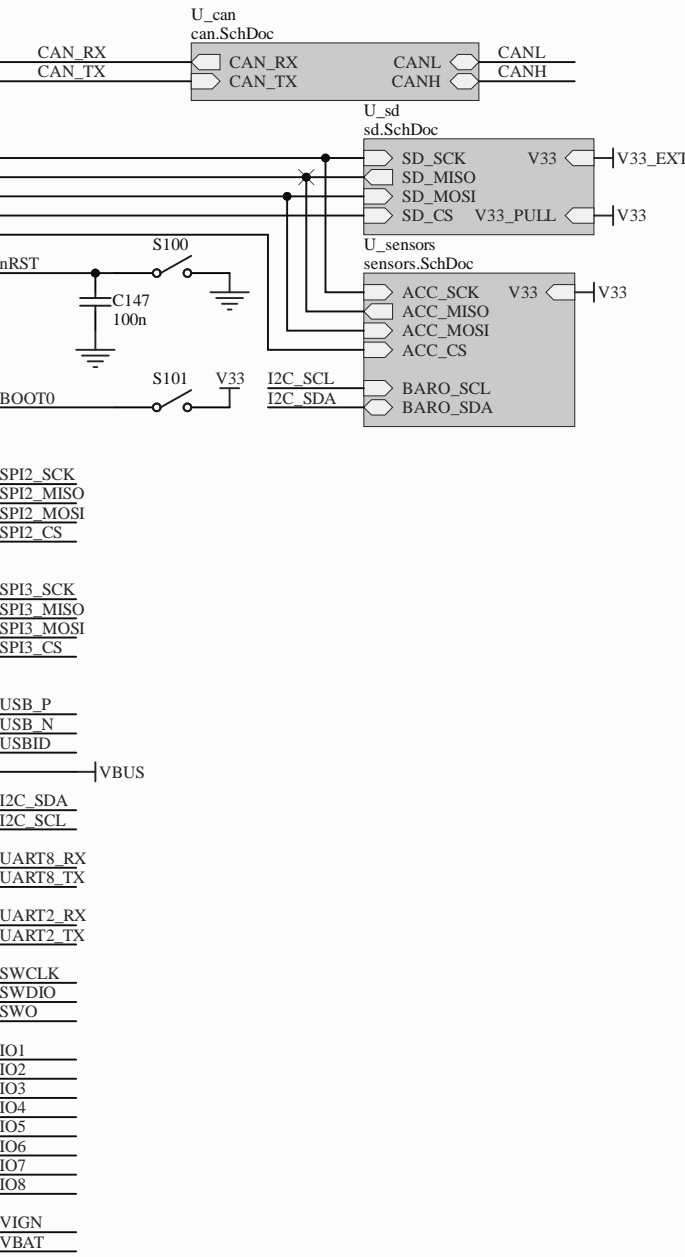 U_can
can.SchDoc
CAN_RX
CAN_TX
CAN_RX
CAN_TX
CANL
CANH
CANL
CANH
U_sd
sd.SchDoc
SD_SCK
SD_MISO
SD_MOSI
SD_CS
V33
V33_PULL
V33_EXT
V33
nRST
S100
C147
100n
U_sensors
sensors.SchDoc
ACC_SCK
ACC_MISO
ACC_MOSI
ACC_CS
BARO_SCL
BARO_SDA
V33
V33
BOOT0
S101
V33
I2C_SCL
I2C_SDA
SPI2_SCK
SPI2_MISO
SPI2_MOSI
SPI2_CS
SPI3_SCK
SPI3_MISO
SPI3_MOSI
SPI3_CS
USB_P
USB_N
USBID
VBUS
I2C_SDA
I2C_SCL
UART8_RX
UART8_TX
UART2_RX
UART2_TX
SWCLK
SWDIO
SWO
IO1
IO2
IO3
IO4
IO5
IO6
IO7
IO8
VIGN
VBAT